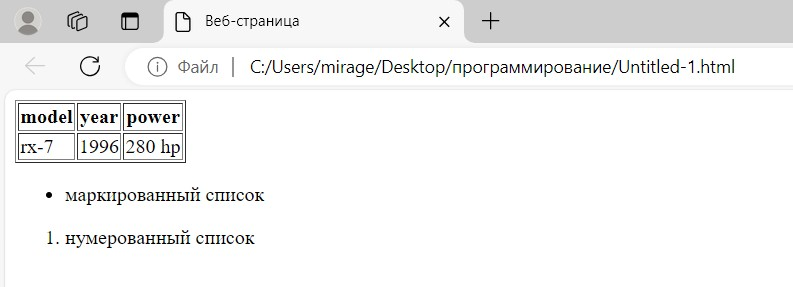 Веб-страница
Файл | C:/Users/mirage/Desktop/программирование/Untitled-1.html
model year power
rx-7 1996 280 hp
• маркированный список
1. нумерованный список